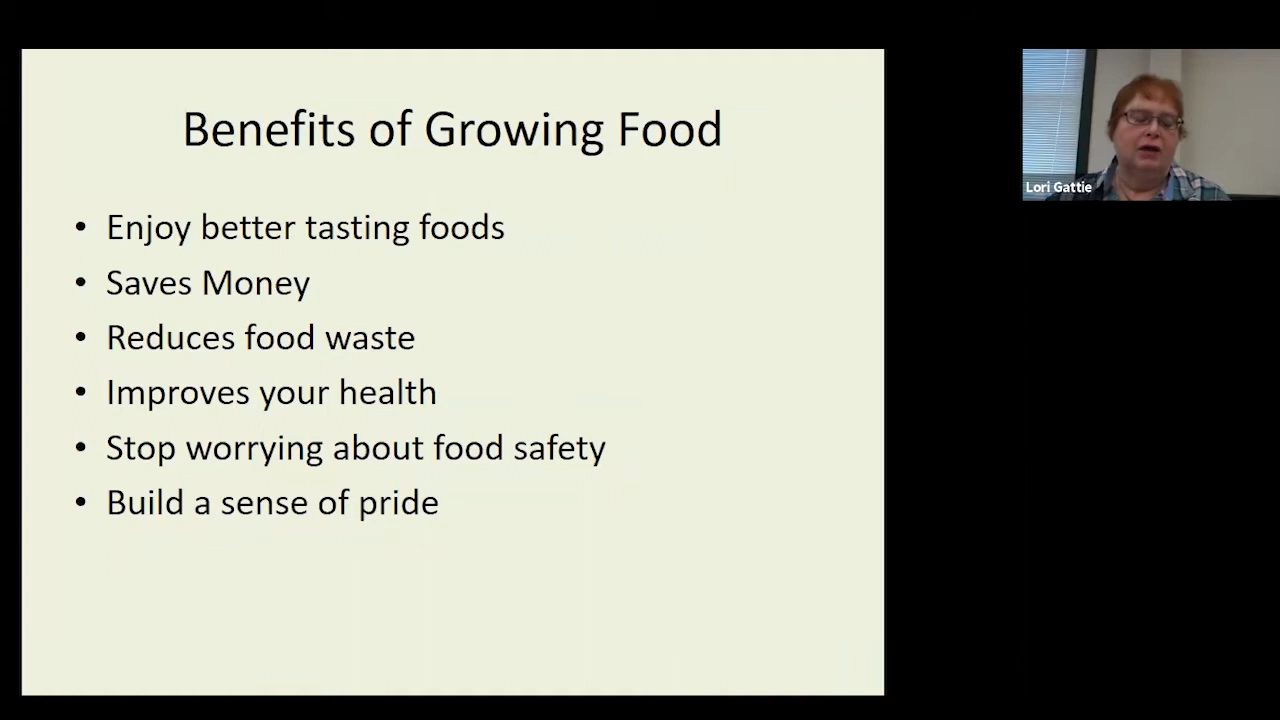 Benefits of Growing Food
• Enjoy better tasting foods
• Saves Money
• Reduces food waste
• Improves your health
• Stop worrying about food safety
• Build a sense of pride
Lori Gattie